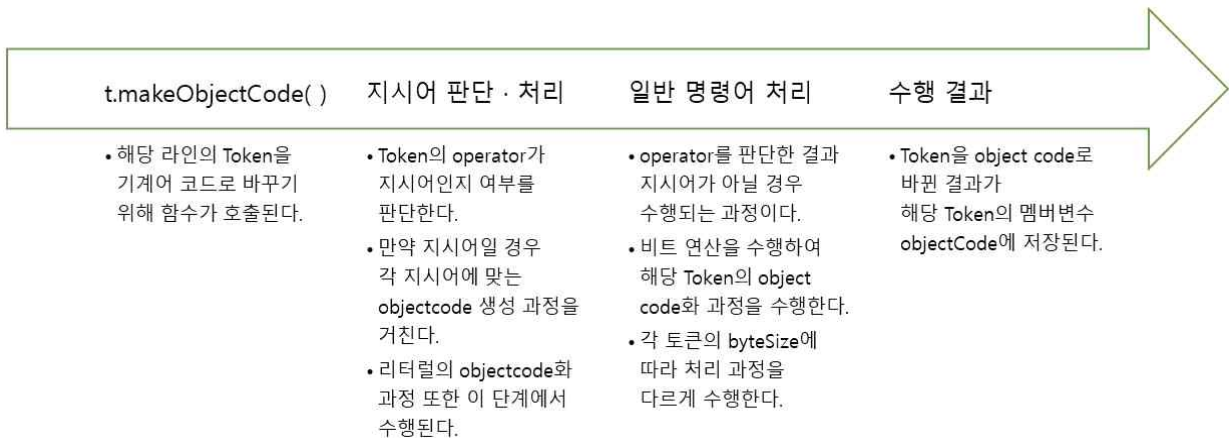 t.makeObjectCode( )
• 해당 라인의 Token을
기계어 코드로 바꾸기
위해 함수가 호출된다.
지시어 판단 · 처리
• Token의 operator가
지시어인지 여부를
판단한다.
• 만약 지시어일 경우
각 지시어에 맞는
objectcode 생성 과정을
거친다.
• 리터럴의 objectcode화
과정 또한 이 단계에서
수행된다.
일반 명령어 처리
• operator를 판단한 결과
지시어가 아닐 경우
수행되는 과정이다.
• 비트 연산을 수행하여
해당 Token의 object
code화 과정을 수행한다.
• 각 토큰의 byteSize에
따라 처리 과정을
다르게 수행한다.
수행 결과
• Token을 object code로
바뀐 결과가
해당 Token의 멤버변수
objectCode에 저장된다.